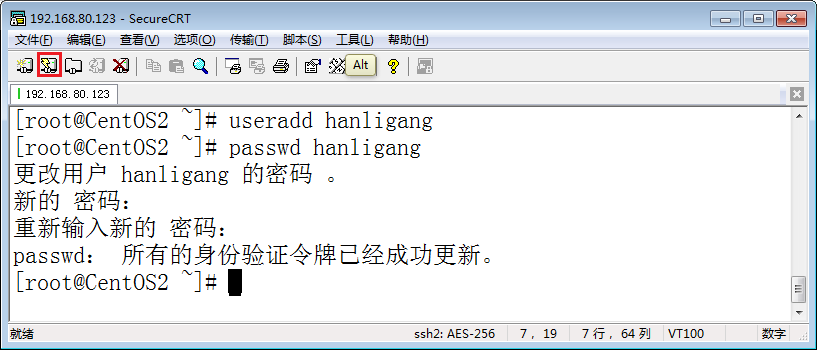 192.168.80.123 - SecureCRT
文件(F) 编辑(E) 查看(V) 选项(O) 传输(T) 脚本(S) 工具(L) 帮助(H)
Alt
192.168.80.123
[root@CentOS2 ~]# useradd hanligang
[root@CentOS2 ~]# passwd hanligang
更改用户 hanligang 的密码 。
新的 密码：
重新输入新的 密码：
passwd： 所有的身份验证令牌已经成功更新。
[root@CentOS2 ~]#
就绪 ssh2: AES-256 7， 19 7 行， 64 列 VT100 数字